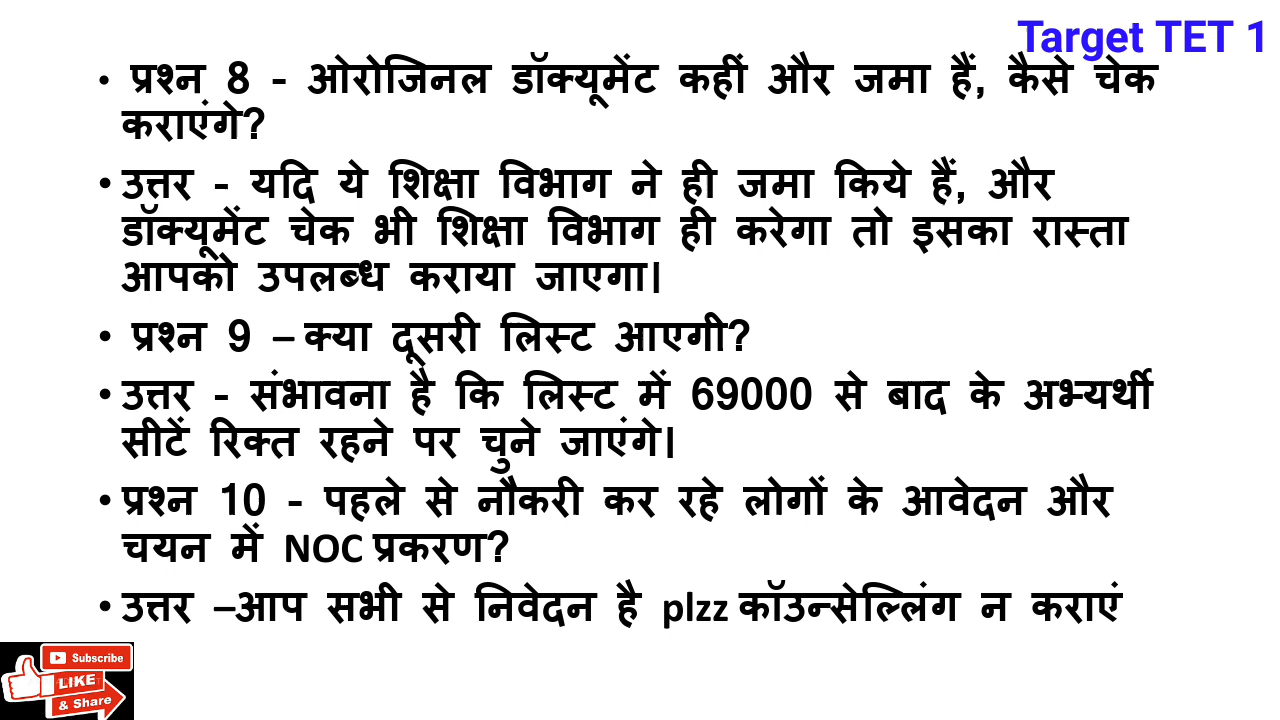 Target TET 1
• प्रश्न 8 - ओरोजिनल डॉक्यूमेंट कहीं और जमा हैं, कैसे चेक
कराएंगे?
• उत्तर - यदि ये शिक्षा विभाग ने ही जमा किये हैं, और
डॉक्यूमेंट चेक भी शिक्षा विभाग ही करेगा तो इसका रास्ता
आपको उपलब्ध कराया जाएगा।
• प्रश्न 9 – क्या दूसरी लिस्ट आएगी?
• उत्तर - संभावना है कि लिस्ट में 69000 से बाद के अभ्यर्थी
सीटें रिक्त रहने पर चुने जाएंगे।
• प्रश्न 10 - पहले से नौकरी कर रहे लोगों के आवेदन और
चयन में NOC प्रकरण?
• उत्तर –आप सभी से निवेदन है plzz कॉउन्सेल्लिंग न कराएं
Subscribe
LIKE
& Share